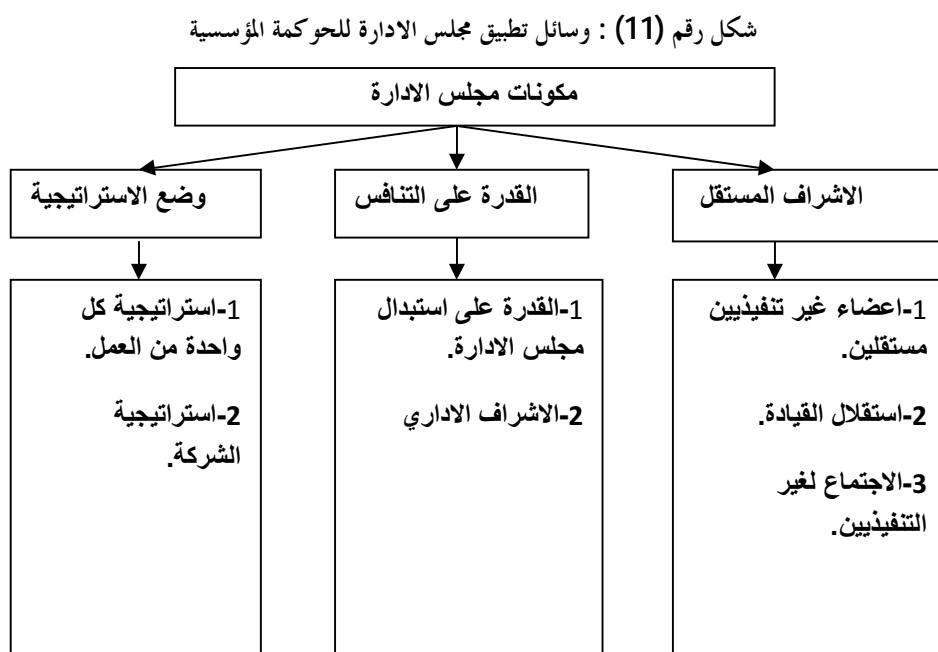 شكل رقم (11) : وسائل تطبيق مجلس الادارة للحوكمة المؤسسية
مكونات مجلس الادارة
الاشراف المستقل
القدرة على التنافس
وضع الاستراتيجية
1-اعضاء غير تنفيذيين
مستقلين.
2-استقلال القيادة.
3-الاجتماع لغير
التنفيذيين.
1-القدرة على استبدال
مجلس الادارة.
2-الاشراف الاداري
1-استراتيجية كل
واحدة من العمل.
2-استراتيجية
الشركة.